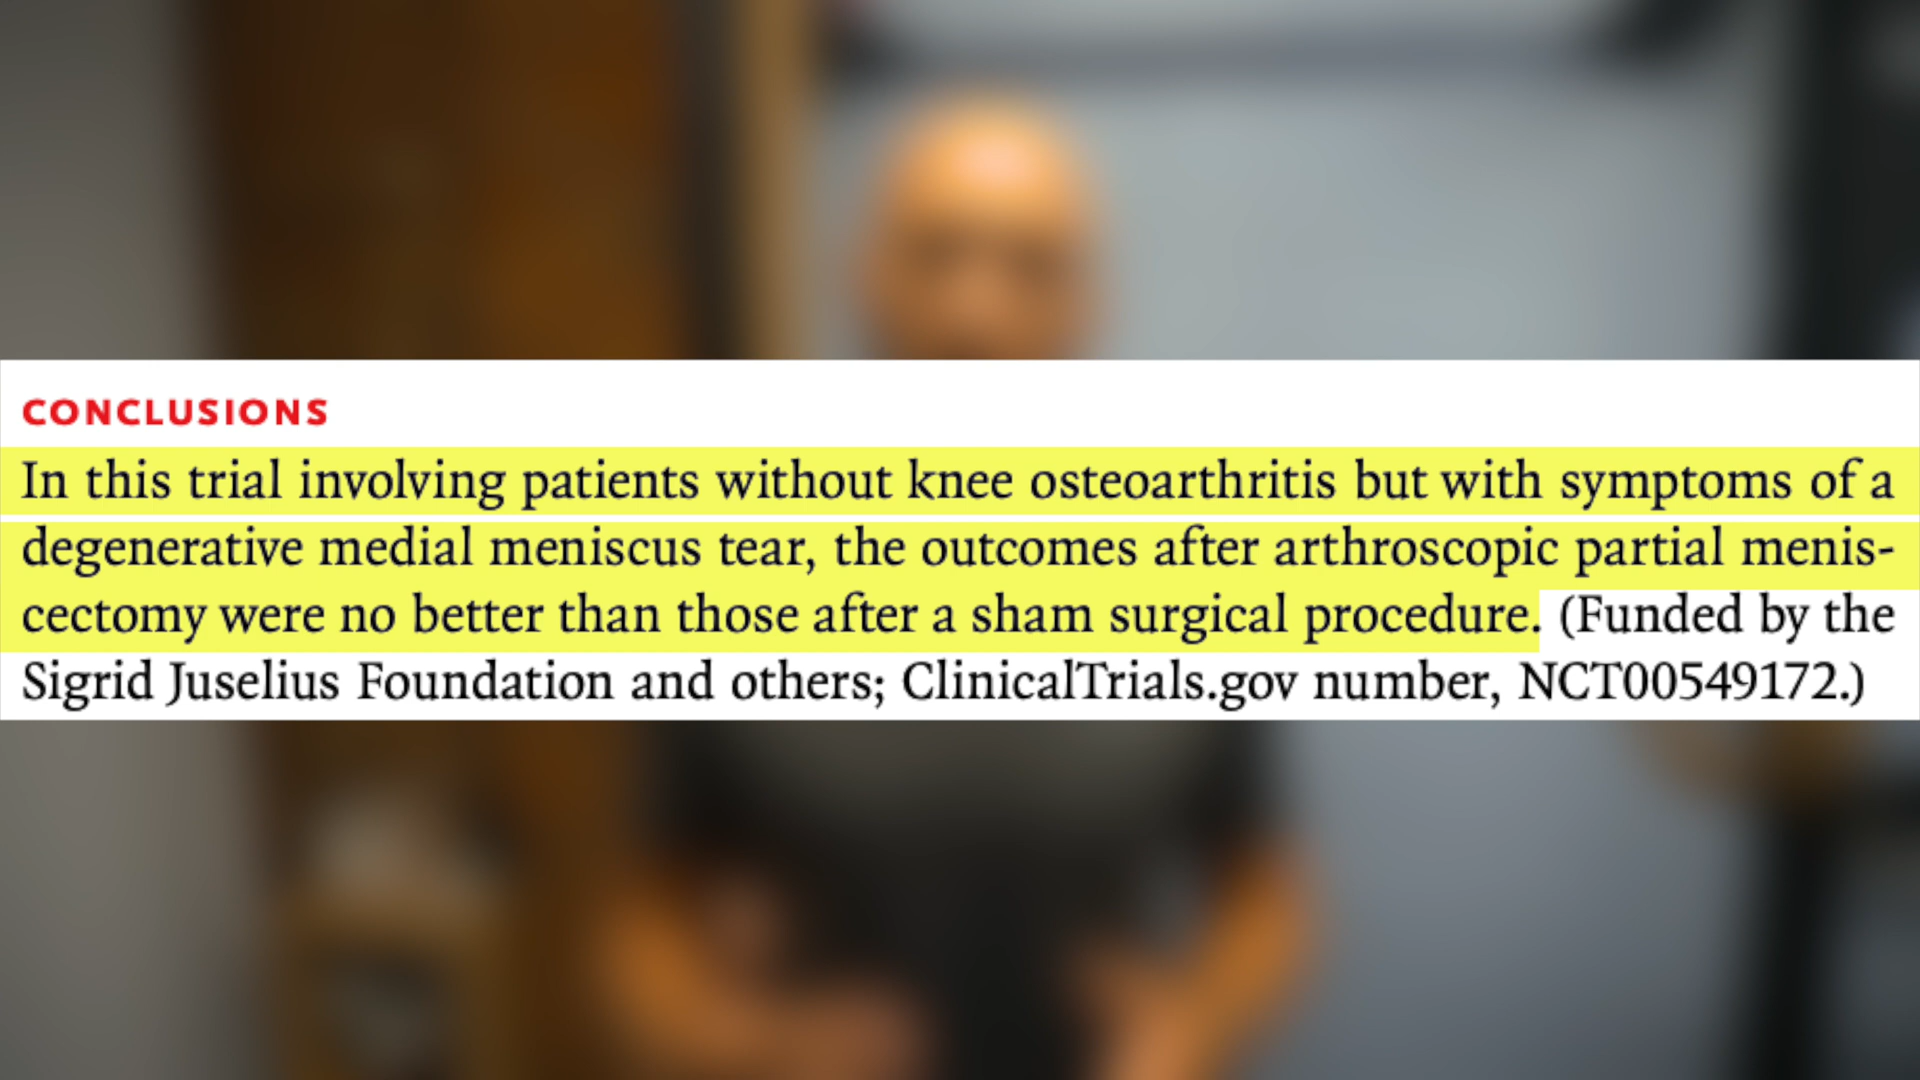 CONCLUSIONS
In this trial involving patients without knee osteoarthritis but with symptoms of a
degenerative medial meniscus tear, the outcomes after arthroscopic partial menis-
cectomy were no better than those after a sham surgical procedure. (Funded by the
Sigrid Juselius Foundation and others; ClinicalTrials.gov number, NCT00549172.)